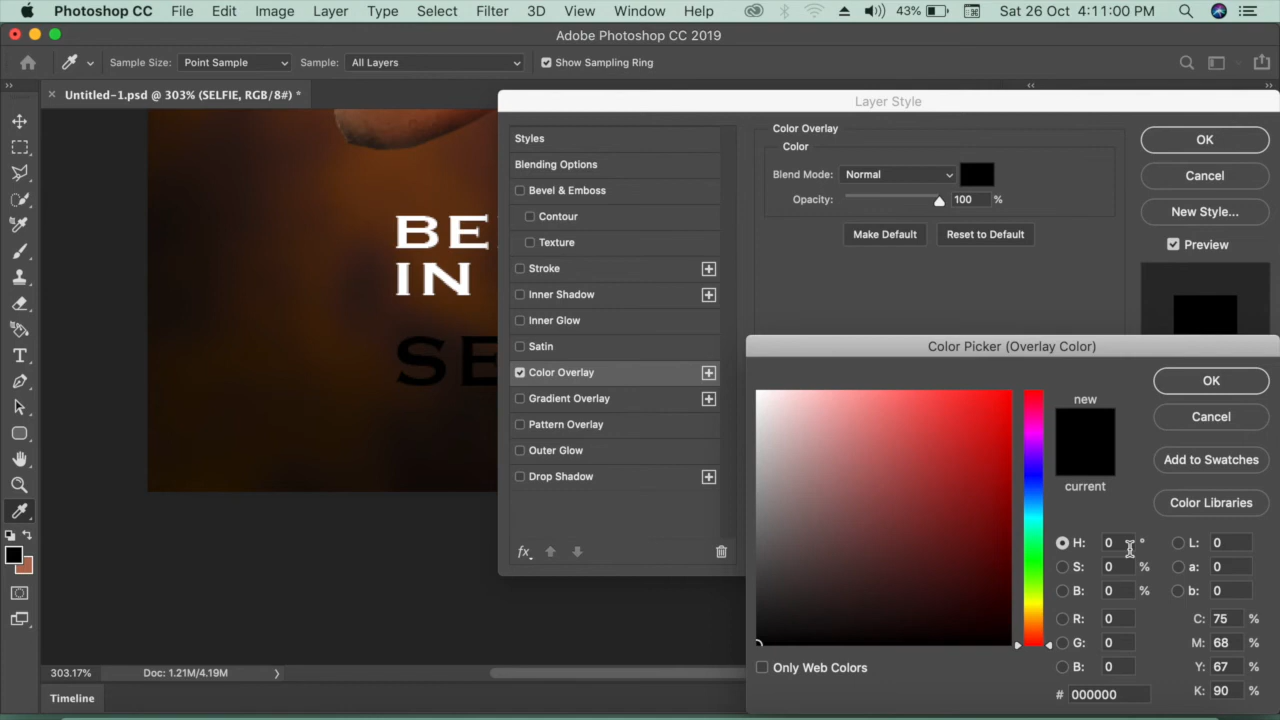 Photoshop CC File Edit Image Layer Type Select Filter 3D View Window Help 43% Sat 26 Oct 4:11:00 PM
Adobe Photoshop CC 2019
Sample Size: Point Sample Sample: All Layers Show Sampling Ring
Untitled-1.psd @ 303% (SELFIE, RGB/8#) *
Layer Style
Styles
Blending Options
Bevel & Emboss
Contour
Texture
Stroke
Inner Shadow
Inner Glow
Satin
Color Overlay
Gradient Overlay
Pattern Overlay
Outer Glow
Drop Shadow
fx
Color Overlay
Color
Blend Mode: Normal
Opacity: 100 %
Make Default Reset to Default
OK
Cancel
New Style...
Preview
BE
IN
SE
Color Picker (Overlay Color)
new
current
OK
Cancel
Add to Swatches
Color Libraries
H: 0 ° L: 0
S: 0 % a: 0
B: 0 % b: 0
R: 0 C: 75 %
G: 0 M: 68 %
B: 0 Y: 67 %
# 000000 K: 90 %
Only Web Colors
303.17% Doc: 1.21M/4.19M
Timeline